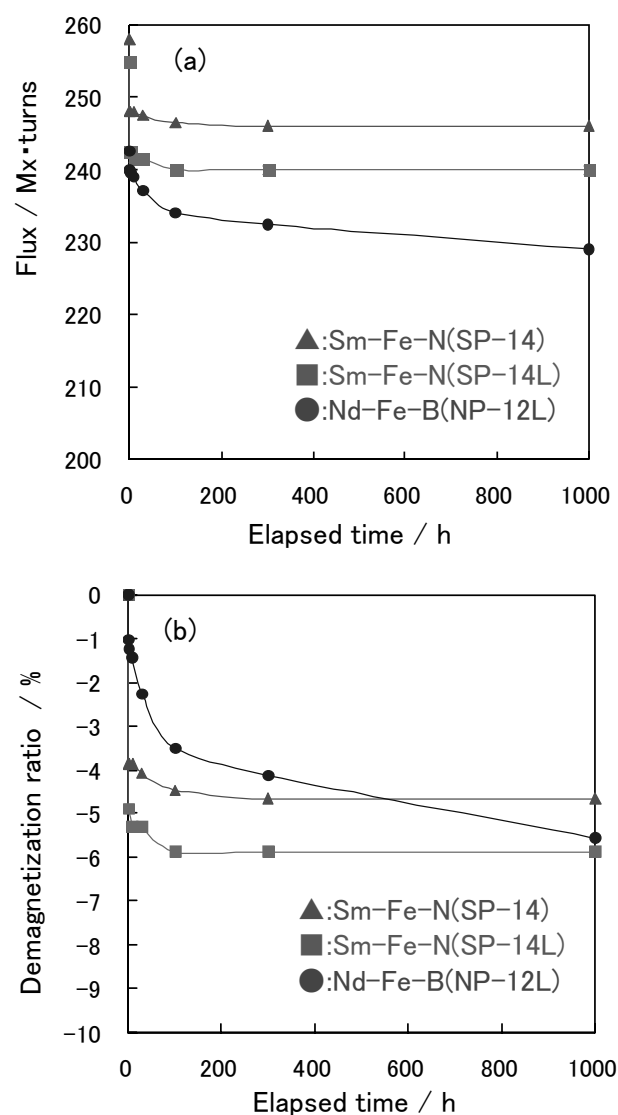 260
250
240
230
220
210
200
Flux / Mx・turns
(a)
▲:Sm-Fe-N(SP-14)
■:Sm-Fe-N(SP-14L)
●:Nd-Fe-B(NP-12L)
0 200 400 600 800 1000
Elapsed time / h
0
-1
-2
-3
-4
-5
-6
-7
-8
-9
-10
Demagnetization ratio / %
(b)
▲:Sm-Fe-N(SP-14)
■:Sm-Fe-N(SP-14L)
●:Nd-Fe-B(NP-12L)
0 200 400 600 800 1000
Elapsed time / h